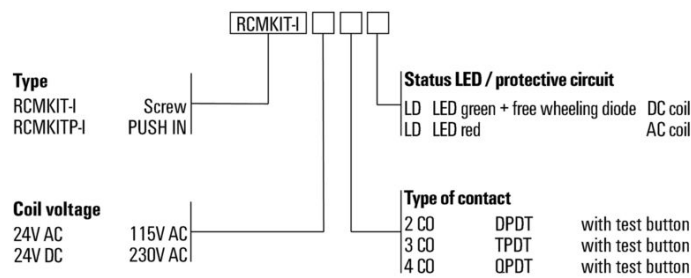 RCMKIT-I
Type
RCMKIT-I Screw
RCMKITP-I PUSH IN
Status LED / protective circuit
LD LED green + free wheeling diode DC coil
LD LED red AC coil
Coil voltage
24V AC 115V AC
24V DC 230V AC
Type of contact
2 CO DPDT with test button
3 CO TPDT with test button
4 CO QPDT with test button